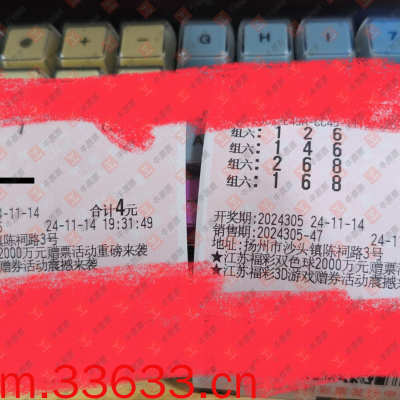 G H I 7
组六: 1 2 6
组六: 1 4 6
组六: 2 6 8
组六: 1 6 8
开奖期:2024305 24-11-14
销售期:2024305-47
地址:扬州市沙头镇陈祠路3号
★江苏福彩双色球2000万元赠票活
★江苏福彩3D游戏赠券活动震撼来
合计4元
-11-14
24-11-14 19:31:49
镇陈祠路3号
2000万元赠票活动重磅来袭
赠券活动震撼来袭
m.33633.cn